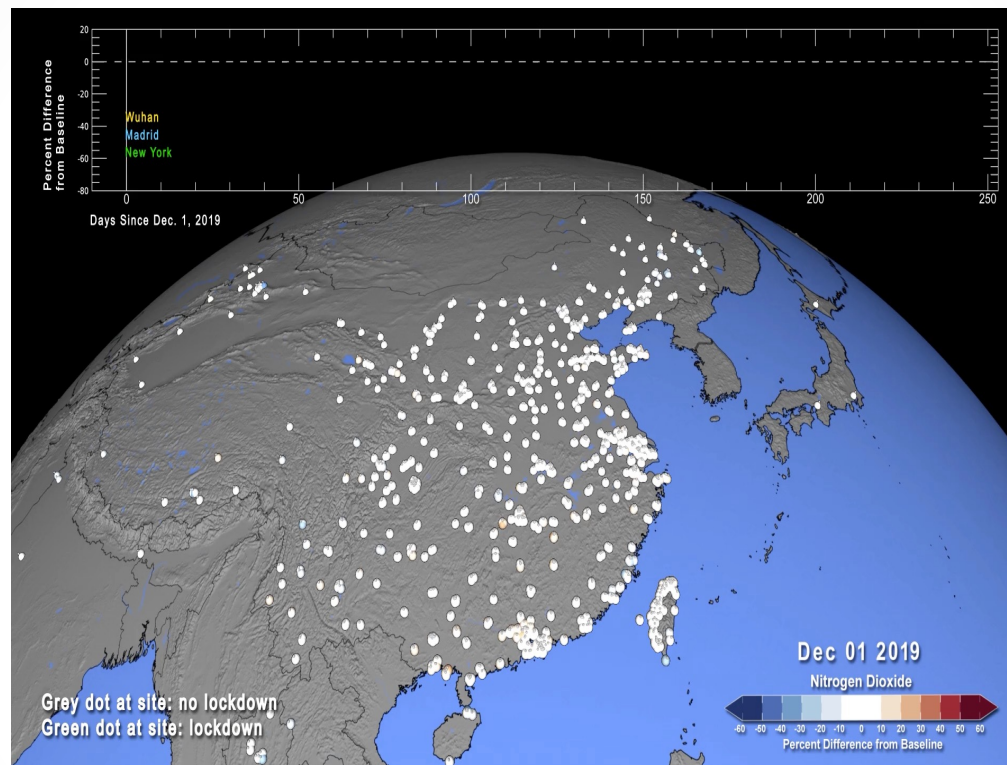 20
0
-20
-40
-60
-80
Percent Difference
from Baseline
Wuhan
Madrid
New York
0 50 100 150 200 250
Days Since Dec. 1, 2019
Dec 01 2019
Nitrogen Dioxide
-60 -50 -40 -30 -20 -10 0 10 20 30 40 50 60
Percent Difference from Baseline
Grey dot at site: no lockdown
Green dot at site: lockdown